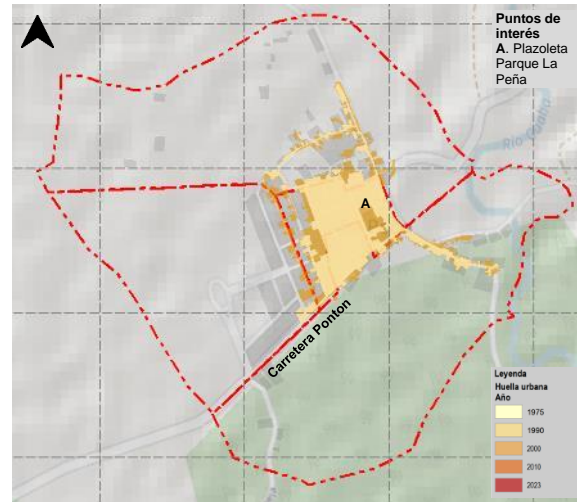 Puntos de
interés
A. Plazoleta
Parque La
Peña
Río Cuaba
A
Carretera Ponton
Leyenda
Huella urbana
Año
1975
1990
2000
2010
2023